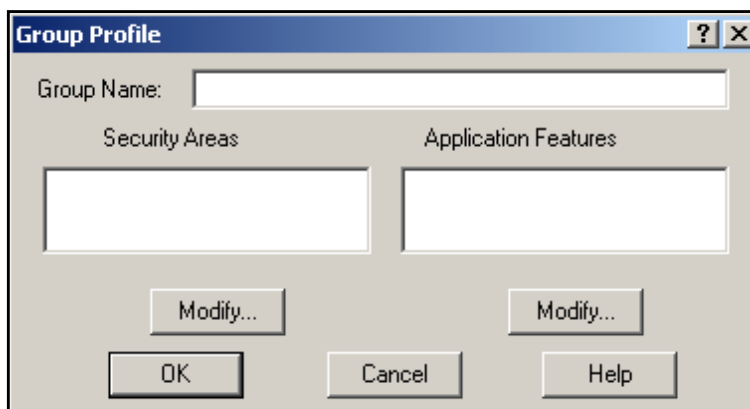 Group Profile ? X
Group Name:
Security Areas Application Features
Modify... Modify...
OK Cancel Help